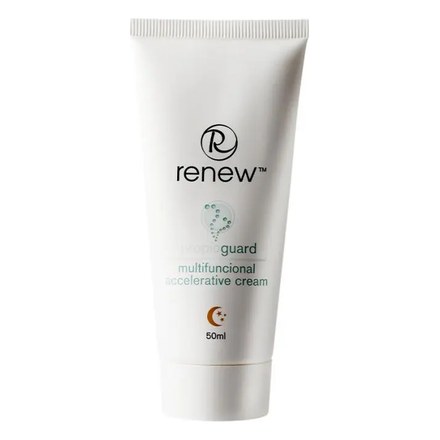 R
renew™
guard
multifuncional
accelerative cream
50ml